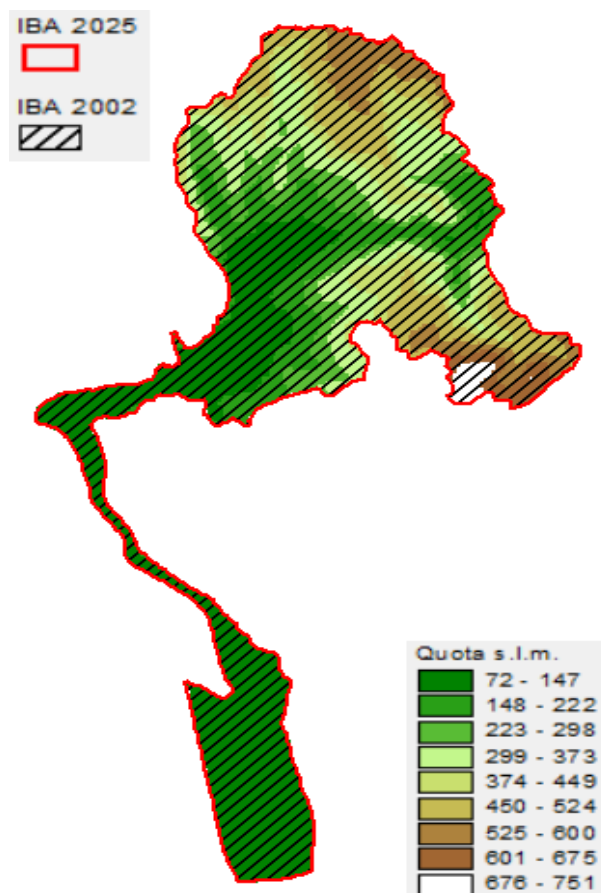 IBA 2025
IBA 2002
Quota s.l.m.
72 - 147
148 - 222
223 - 298
299 - 373
374 - 449
450 - 524
525 - 600
601 - 675
676 - 751